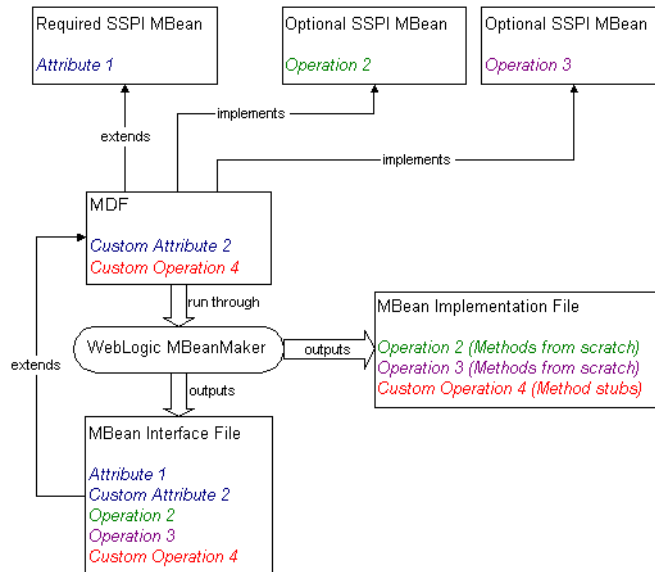 Required SSPI MBean
Attribute 1
Optional SSPI MBean
Operation 2
Optional SSPI MBean
Operation 3
implements
extends
implements
MDF
Custom Attribute 2
Custom Operation 4
run through
WebLogic MBeanMaker
outputs
MBean Implementation File
Operation 2 (Methods from scratch)
Operation 3 (Methods from scratch)
Custom Operation 4 (Method stubs)
extends
outputs
MBean Interface File
Attribute 1
Custom Attribute 2
Operation 2
Operation 3
Custom Operation 4